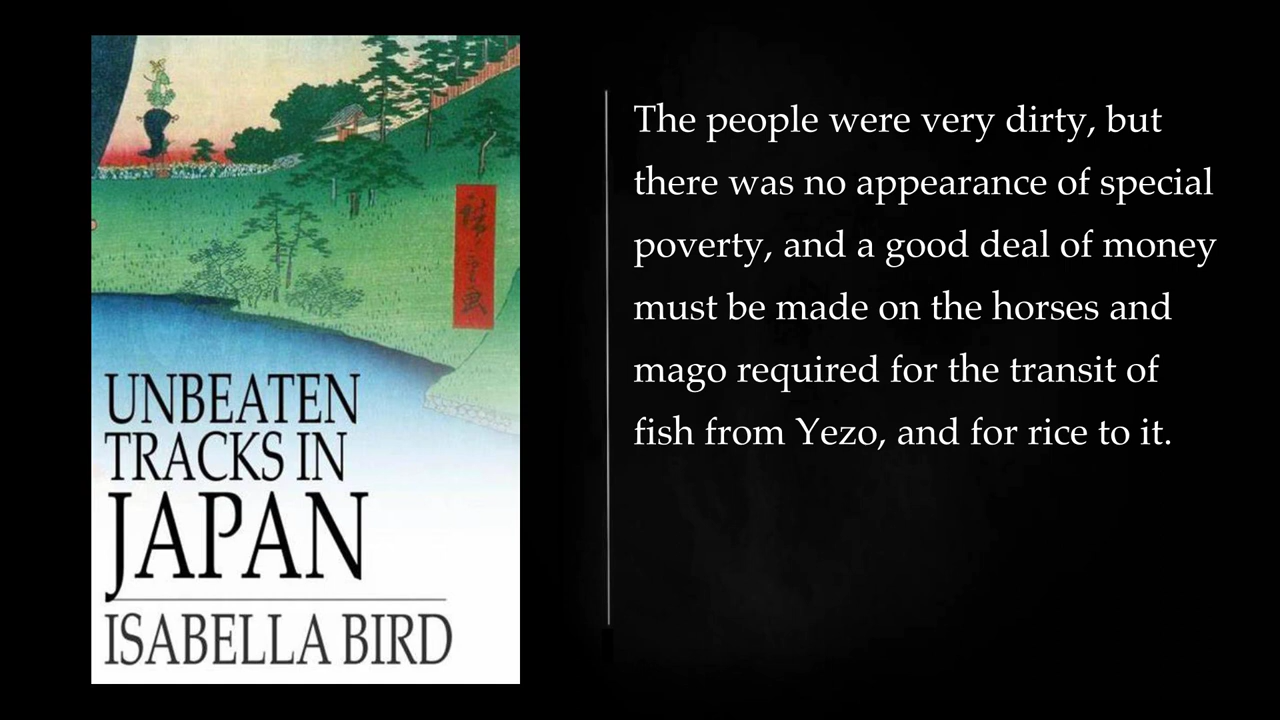 UNBEATEN
TRACKS IN
JAPAN
ISABELLA BIRD
The people were very dirty, but
there was no appearance of special
poverty, and a good deal of money
must be made on the horses and
mago required for the transit of
fish from Yezo, and for rice to it.